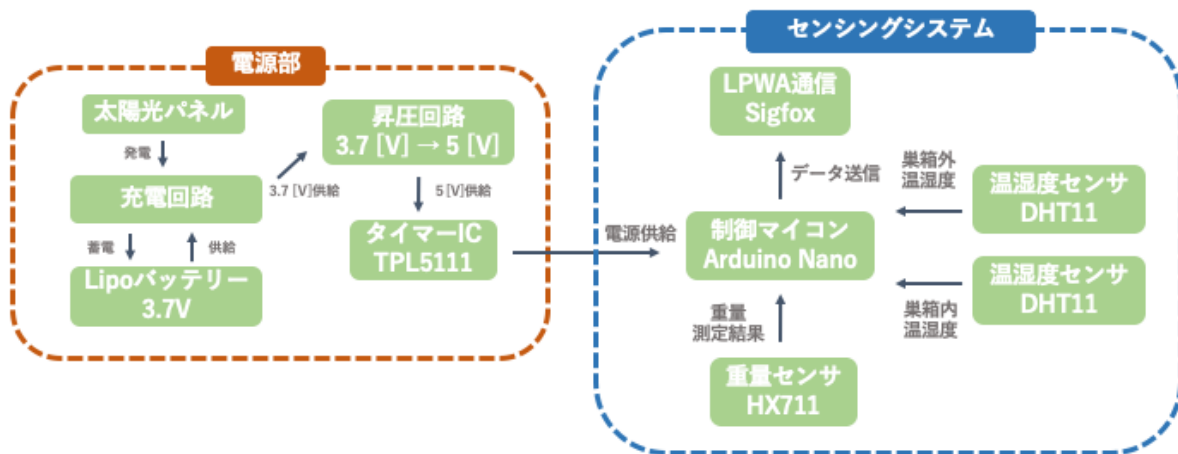 電源部
太陽光パネル
発電
充電回路
蓄電
供給
Lipoバッテリー
3.7V
3.7 [V]供給
昇圧回路
3.7 [V] → 5 [V]
5 [V]供給
タイマーIC
TPL5111
電源供給
センシングシステム
LPWA通信
Sigfox
データ送信
制御マイコン
Arduino Nano
重量
測定結果
重量センサ
HX711
巣箱外
温湿度
温湿度センサ
DHT11
巣箱内
温湿度
温湿度センサ
DHT11